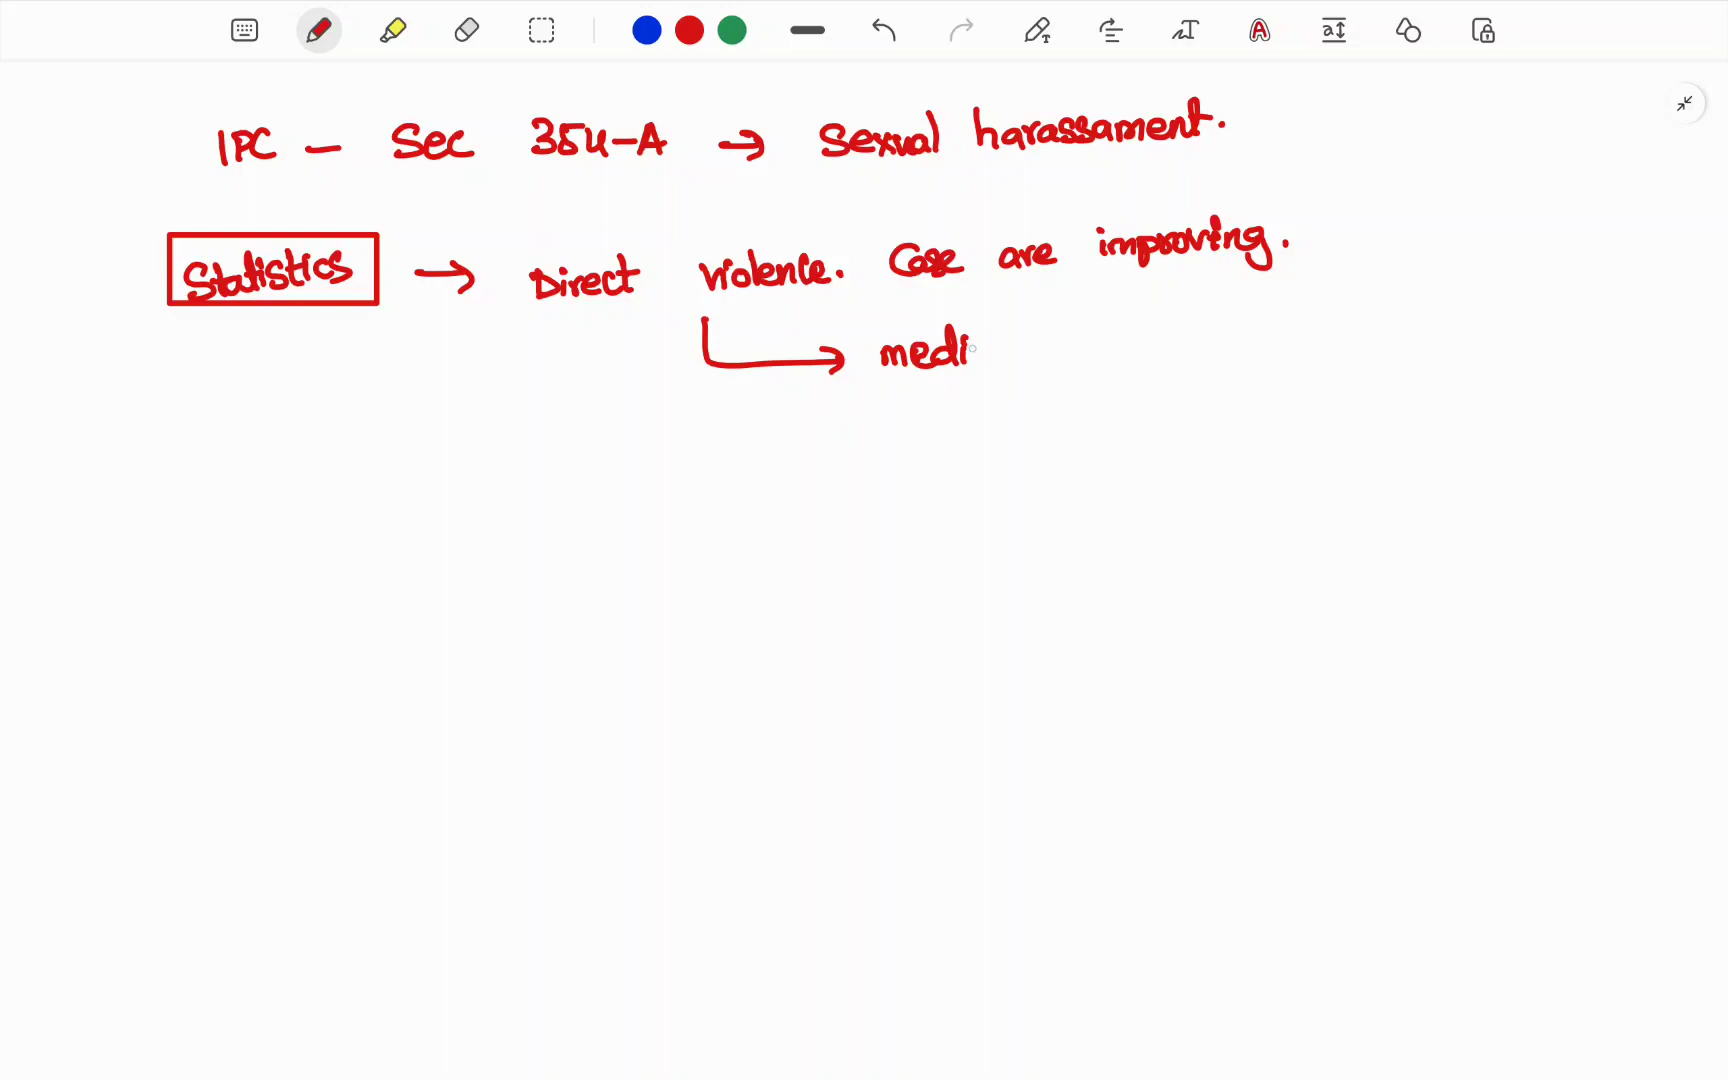 IPC - Sec 354-A → Sexual harassament.
Statistics → Direct violence. Case are improving.
medi